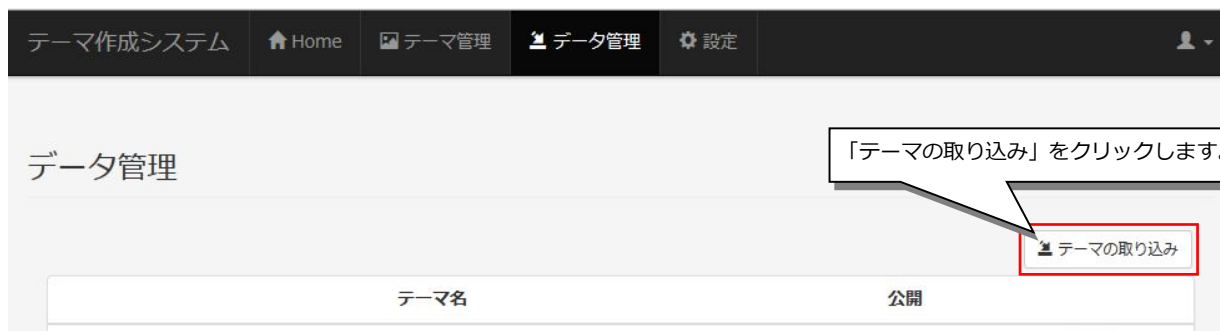 テーマ作成システム Home テーマ管理 データ管理 設定
「テーマの取り込み」をクリックします。
データ管理
テーマの取り込み
テーマ名 公開